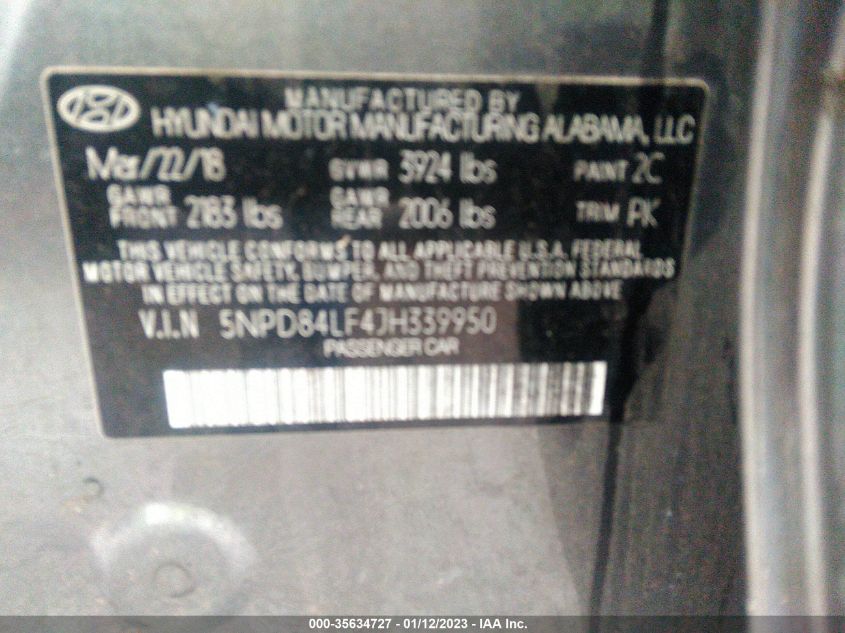 MANUFACTURED BY
HYUNDAI MOTOR MANUFACTURING ALABAMA, LLC
Mar/22/18 GVWR 3924 lbs PAINT 2C
GAWR FRONT 2183 lbs GAWR REAR 2006 lbs TRIM PK
THIS VEHICLE CONFORMS TO ALL APPLICABLE U.S.A. FEDERAL
MOTOR VEHICLE SAFETY, BUMPER, AND THEFT PREVENTION STANDARDS
IN EFFECT ON THE DATE OF MANUFACTURE SHOWN ABOVE
V.I.N 5NPD84LF4JH339950
PASSENGER CAR
000-35634727 - 01/12/2023 - IAA Inc.